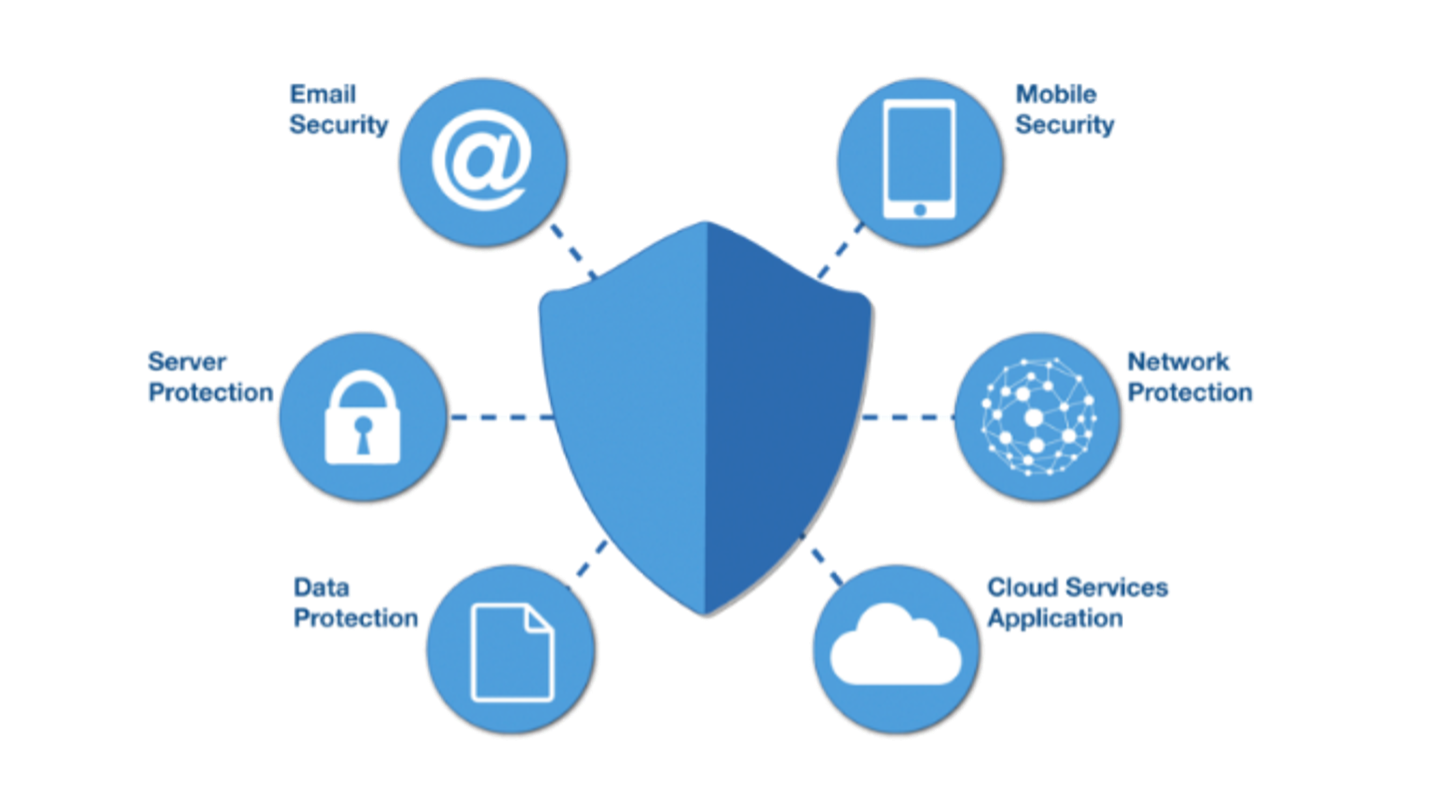 Email
Security
@
Mobile
Security
Server
Protection
Network
Protection
Data
Protection
Cloud Services
Application